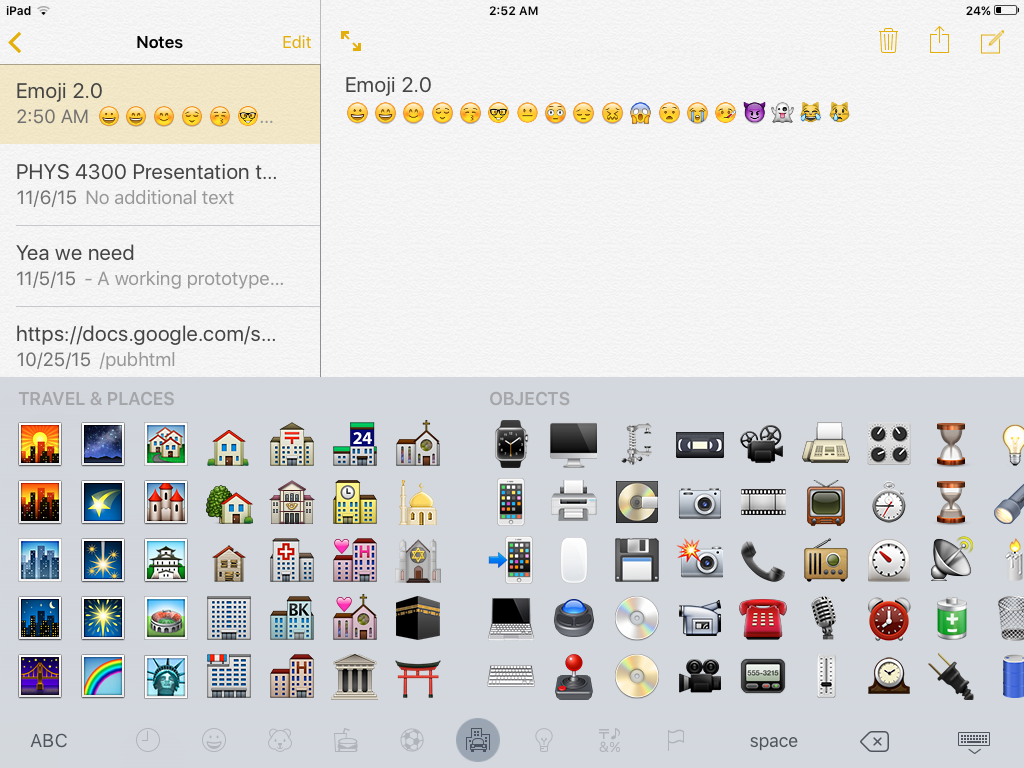 iPad
2:52 AM
24%
Notes
Edit
Emoji 2.0
2:50 AM 😀😄😊😌😚🤓...
PHYS 4300 Presentation t...
11/6/15 No additional text
Yea we need
11/5/15 - A working prototype...
https://docs.google.com/s...
10/25/15 /pubhtml
Emoji 2.0
😀😄😊😌😚🤓😐😳😔😖😱😧😭🤒😈👻😹😿
TRAVEL & PLACES
OBJECTS
24
BK
H
H
555-3215
ABC
space